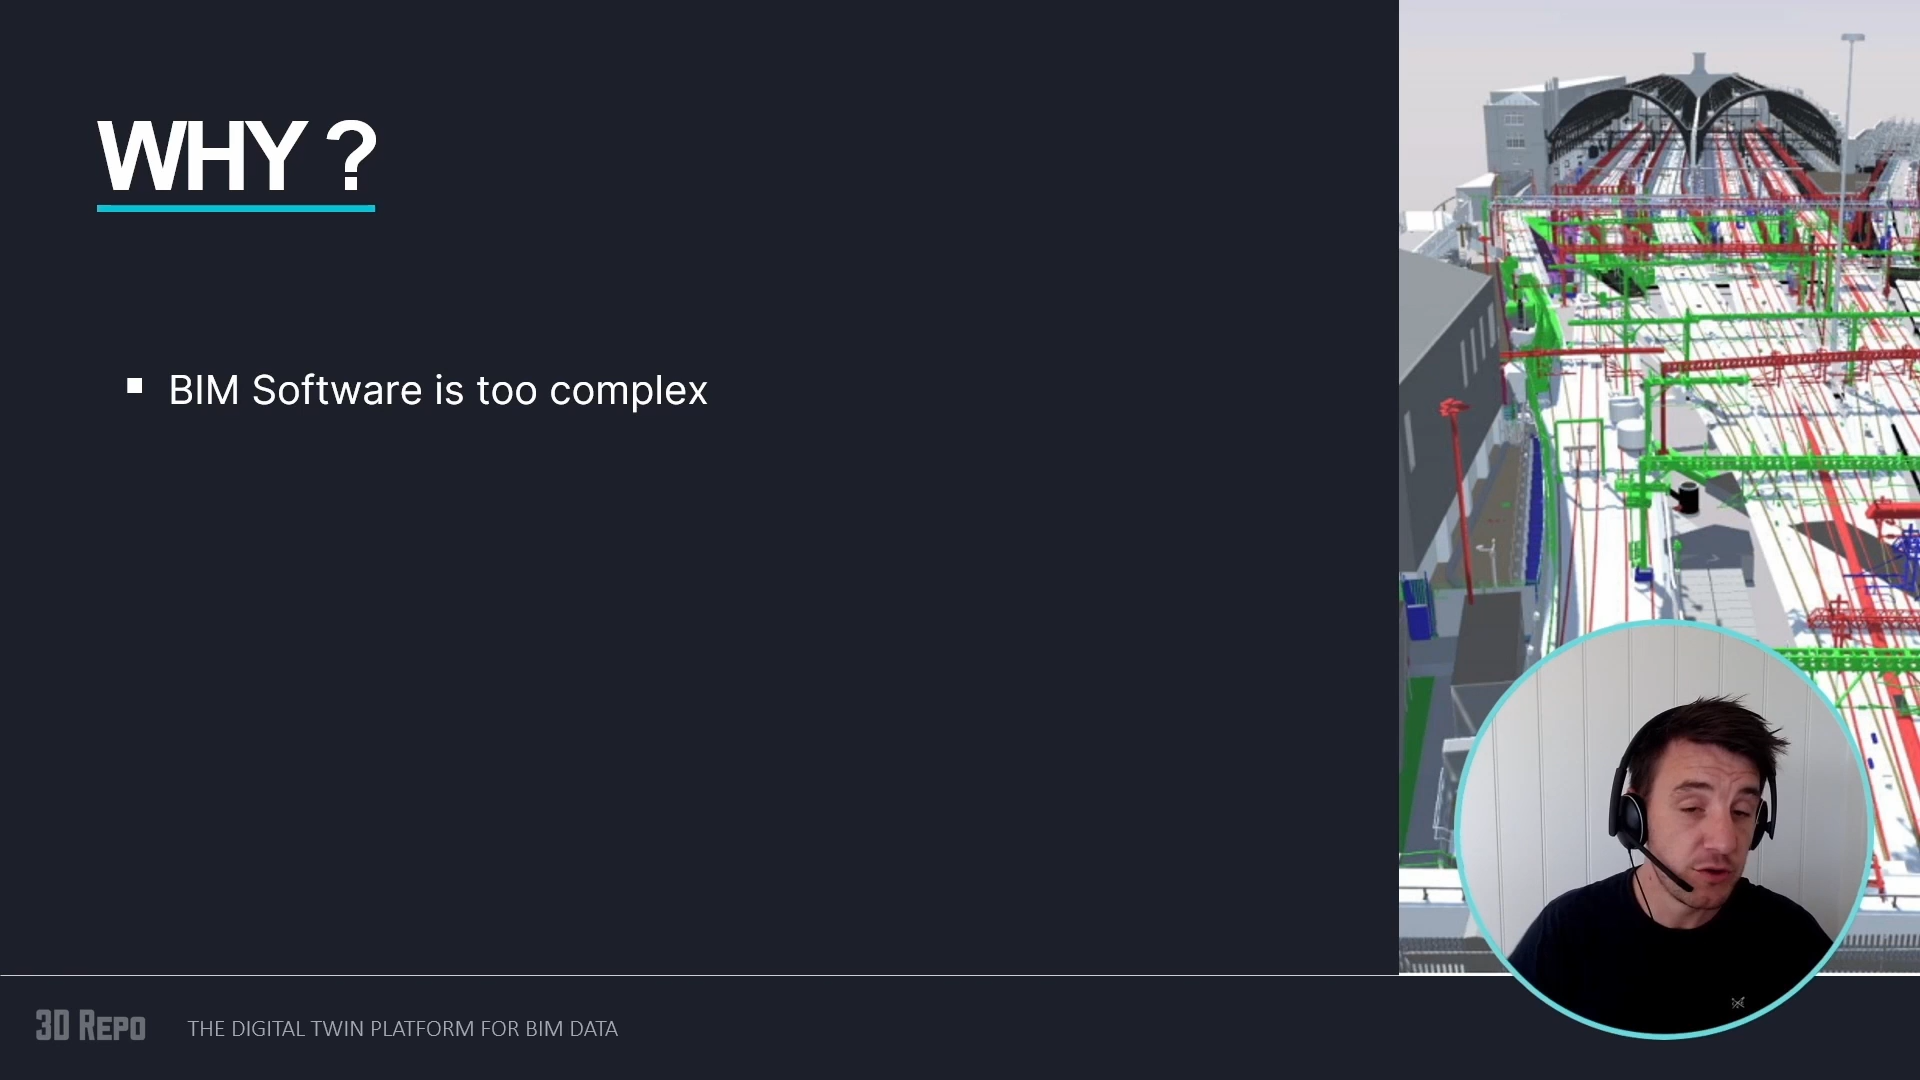 WHY ?
BIM Software is too complex
3D REPO
THE DIGITAL TWIN PLATFORM FOR BIM DATA